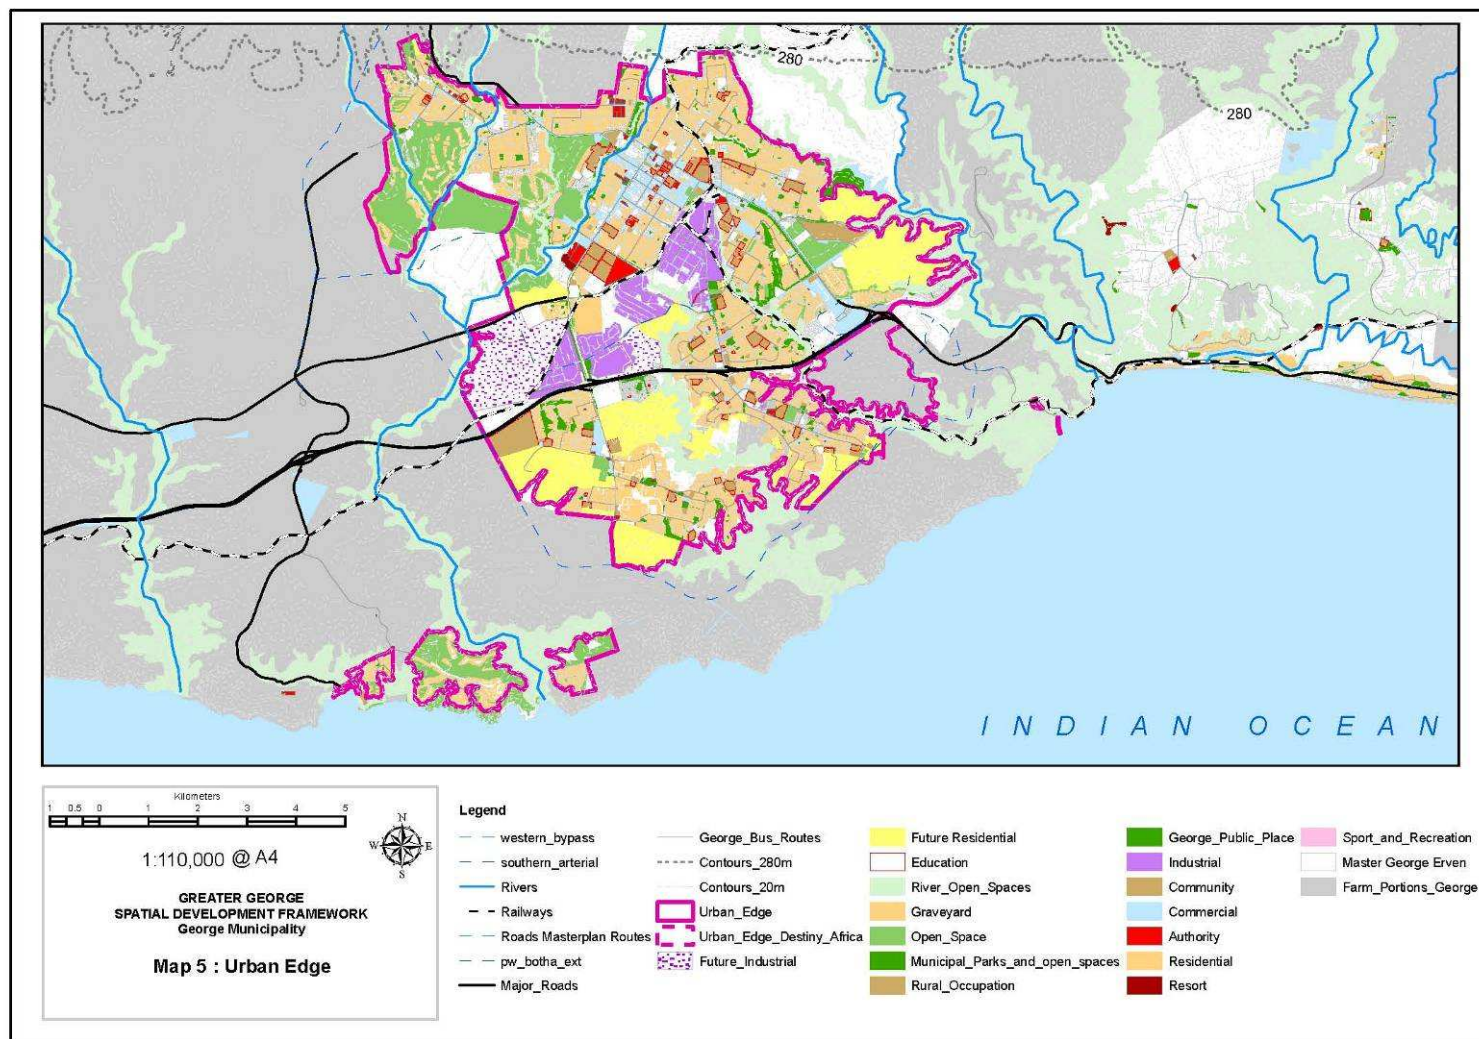 280
280
INDIAN OCEAN
Kilometers
1 0.5 0 1 2 3 4 5
1:110,000 @ A4
N
W E
S
GREATER GEORGE
SPATIAL DEVELOPMENT FRAMEWORK
George Municipality
Map 5 : Urban Edge
Legend
western_bypass
southern_arterial
Rivers
Railways
Roads Masterplan Routes
pw_botha_ext
Major_Roads
George_Bus_Routes
Contours_280m
Contours_20m
Urban_Edge
Urban_Edge_Destiny_Africa
Future_Industrial
Future Residential
Education
River_Open_Spaces
Graveyard
Open_Space
Municipal_Parks_and_open_spaces
Rural_Occupation
George_Public_Place
Industrial
Community
Commercial
Authority
Residential
Resort
Sport_and_Recreation
Master George Erven
Farm_Portions_George